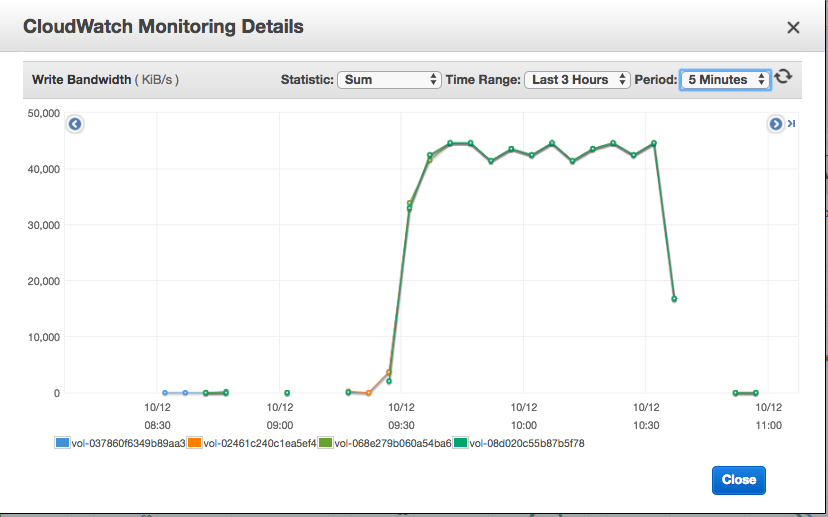 CloudWatch Monitoring Details
Write Bandwidth ( KiB/s ) Statistic: Sum Time Range: Last 3 Hours Period: 5 Minutes
50,000
40,000
30,000
20,000
10,000
0
10/12 10/12 10/12 10/12 10/12 10/12
08:30 09:00 09:30 10:00 10:30 11:00
vol-037860f6349b89aa3 vol-02461c240c1ea5ef4 vol-068e279b060a54ba6 vol-08d020c55b87b5f78
Close